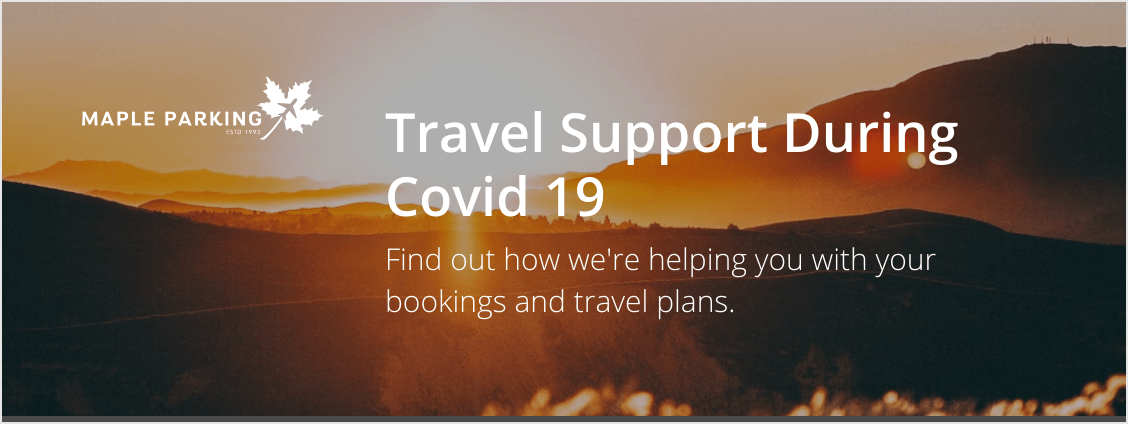 MAPLE PARKING
ESTD 1993
Travel Support During
Covid 19
Find out how we're helping you with your
bookings and travel plans.